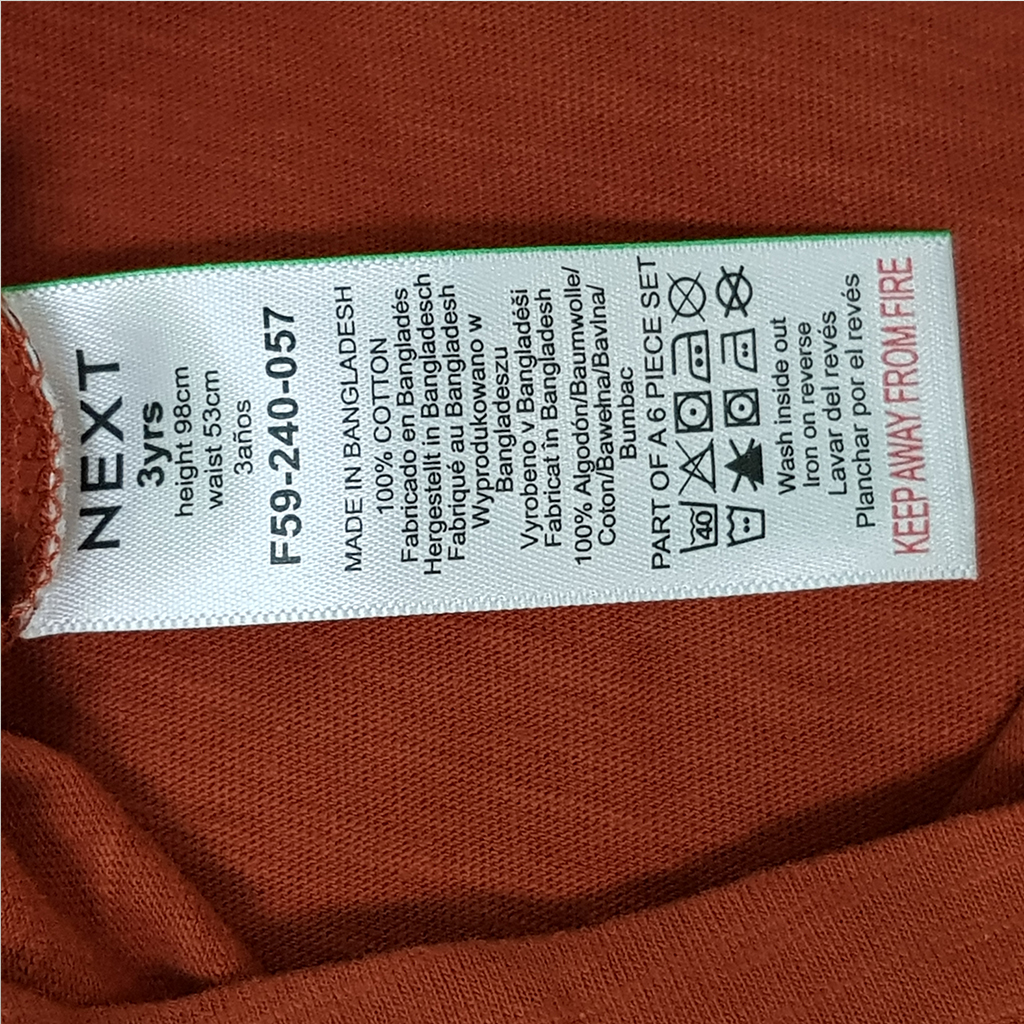 NEXT
3yrs
height 98cm
waist 53cm
3años
F59-240-057
MADE IN BANGLADESH
100% COTTON
Fabricado en Bangladés
Hergestellt in Bangladesch
Fabriqué au Bangladesh
Wyprodukowano w
Bangladeszu
Vyrobeno v Bangladéši
Fabricat în Bangladesh
100% Algodón/Baumwolle/
Coton/Bawełna/Bavlna/
Bumbac
PART OF A 6 PIECE SET
40
Wash inside out
Iron on reverse
Lavar del revés
Planchar por el revés
KEEP AWAY FROM FIRE